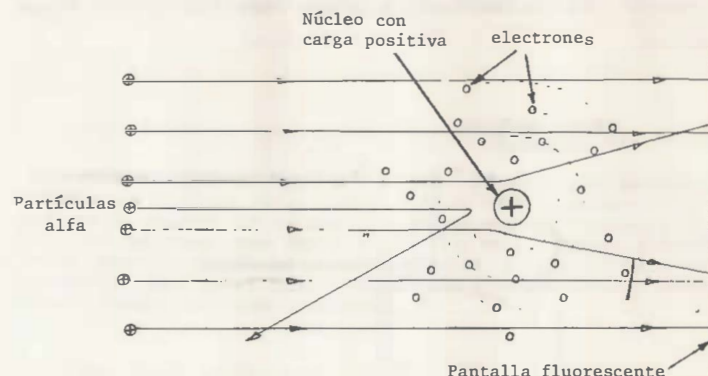 Núcleo con
carga positiva
electrones
Partículas
alfa
Pantalla fluorescente